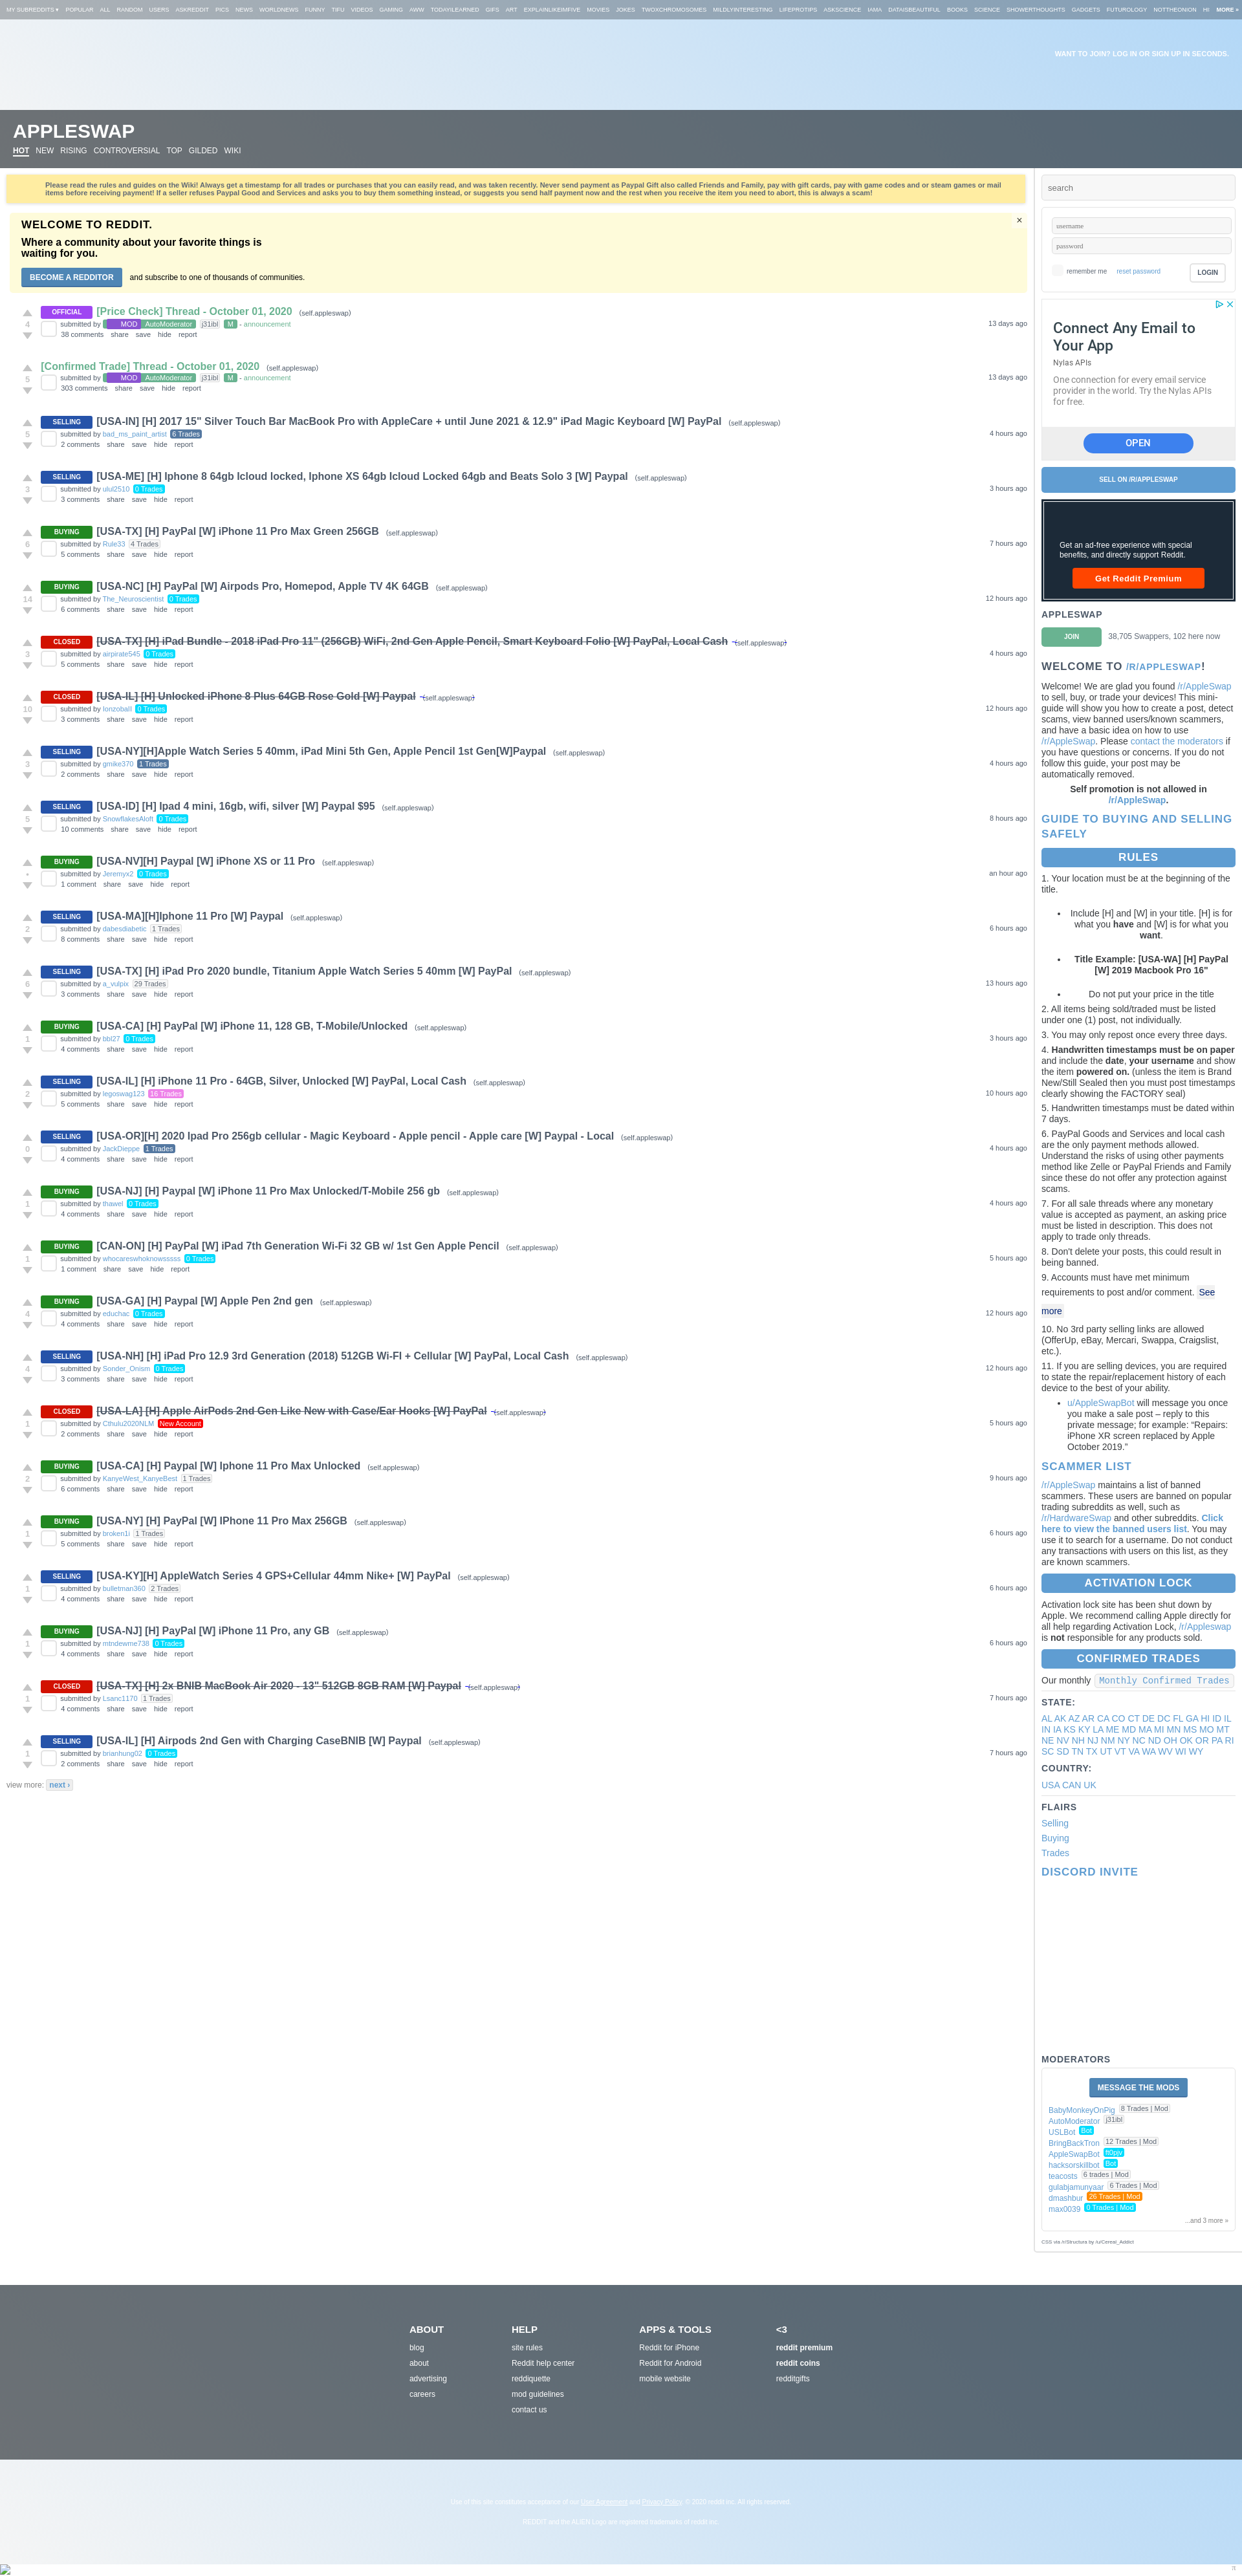 MY SUBREDDITS ▾ POPULAR ALL RANDOM USERS ASKREDDIT PICS NEWS WORLDNEWS FUNNY TIFU VIDEOS GAMING AWW TODAYILEARNED GIFS ART EXPLAINLIKEIMFIVE MOVIES JOKES TWOXCHROMOSOMES MILDLYINTERESTING LIFEPROTIPS ASKSCIENCE IAMA DATAISBEAUTIFUL BOOKS SCIENCE SHOWERTHOUGHTS GADGETS FUTUROLOGY NOTTHEONION HI MORE »
WANT TO JOIN? LOG IN OR SIGN UP IN SECONDS.
APPLESWAP
HOT NEW RISING CONTROVERSIAL TOP GILDED WIKI
Please read the rules and guides on the Wiki! Always get a timestamp for all trades or purchases that you can easily read, and was taken recently. Never send payment as Paypal Gift also called Friends and Family, pay with gift cards, pay with game codes and or steam games or mail
items before receiving payment! If a seller refuses Paypal Good and Services and asks you to buy them something instead, or suggests you send half payment now and the rest when you receive the item you need to abort, this is always a scam!
WELCOME TO REDDIT. ×
Where a community about your favorite things is
waiting for you.
BECOME A REDDITOR and subscribe to one of thousands of communities.
OFFICIAL [Price Check] Thread - October 01, 2020 (self.appleswap)
4 submitted by MOD AutoModerator j31ibl M - announcement 13 days ago
38 comments share save hide report
[Confirmed Trade] Thread - October 01, 2020 (self.appleswap)
5 submitted by MOD AutoModerator j31ibl M - announcement 13 days ago
303 comments share save hide report
SELLING [USA-IN] [H] 2017 15" Silver Touch Bar MacBook Pro with AppleCare + until June 2021 & 12.9" iPad Magic Keyboard [W] PayPal (self.appleswap)
5 submitted by bad_ms_paint_artist 6 Trades 4 hours ago
2 comments share save hide report
SELLING [USA-ME] [H] Iphone 8 64gb Icloud locked, Iphone XS 64gb Icloud Locked 64gb and Beats Solo 3 [W] Paypal (self.appleswap)
3 submitted by ulul2510 0 Trades 3 hours ago
3 comments share save hide report
BUYING [USA-TX] [H] PayPal [W] iPhone 11 Pro Max Green 256GB (self.appleswap)
6 submitted by Rule33 4 Trades 7 hours ago
5 comments share save hide report
BUYING [USA-NC] [H] PayPal [W] Airpods Pro, Homepod, Apple TV 4K 64GB (self.appleswap)
14 submitted by The_Neuroscientist 0 Trades 12 hours ago
6 comments share save hide report
CLOSED [USA-TX] [H] iPad Bundle - 2018 iPad Pro 11" (256GB) WiFi, 2nd Gen Apple Pencil, Smart Keyboard Folio [W] PayPal, Local Cash (self.appleswap)
3 submitted by airpirate545 0 Trades 4 hours ago
5 comments share save hide report
CLOSED [USA-IL] [H] Unlocked iPhone 8 Plus 64GB Rose Gold [W] Paypal (self.appleswap)
10 submitted by lonzoball 0 Trades 12 hours ago
3 comments share save hide report
SELLING [USA-NY][H]Apple Watch Series 5 40mm, iPad Mini 5th Gen, Apple Pencil 1st Gen[W]Paypal (self.appleswap)
3 submitted by gmike370 1 Trades 4 hours ago
2 comments share save hide report
SELLING [USA-ID] [H] Ipad 4 mini, 16gb, wifi, silver [W] Paypal $95 (self.appleswap)
5 submitted by SnowflakesAloft 0 Trades 8 hours ago
10 comments share save hide report
BUYING [USA-NV][H] Paypal [W] iPhone XS or 11 Pro (self.appleswap)
• submitted by Jeremyx2 0 Trades an hour ago
1 comment share save hide report
SELLING [USA-MA][H]Iphone 11 Pro [W] Paypal (self.appleswap)
2 submitted by dabesdiabetic 1 Trades 6 hours ago
8 comments share save hide report
SELLING [USA-TX] [H] iPad Pro 2020 bundle, Titanium Apple Watch Series 5 40mm [W] PayPal (self.appleswap)
6 submitted by a_vulpix 29 Trades 13 hours ago
3 comments share save hide report
BUYING [USA-CA] [H] PayPal [W] iPhone 11, 128 GB, T-Mobile/Unlocked (self.appleswap)
1 submitted by bbl27 0 Trades 3 hours ago
4 comments share save hide report
SELLING [USA-IL] [H] iPhone 11 Pro - 64GB, Silver, Unlocked [W] PayPal, Local Cash (self.appleswap)
2 submitted by legoswag123 16 Trades 10 hours ago
5 comments share save hide report
SELLING [USA-OR][H] 2020 Ipad Pro 256gb cellular - Magic Keyboard - Apple pencil - Apple care [W] Paypal - Local (self.appleswap)
0 submitted by JackDieppe 1 Trades 4 hours ago
4 comments share save hide report
BUYING [USA-NJ] [H] Paypal [W] iPhone 11 Pro Max Unlocked/T-Mobile 256 gb (self.appleswap)
1 submitted by thawel 0 Trades 4 hours ago
4 comments share save hide report
BUYING [CAN-ON] [H] PayPal [W] iPad 7th Generation Wi-Fi 32 GB w/ 1st Gen Apple Pencil (self.appleswap)
1 submitted by whocareswhoknowsssss 0 Trades 5 hours ago
1 comment share save hide report
BUYING [USA-GA] [H] Paypal [W] Apple Pen 2nd gen (self.appleswap)
4 submitted by educhac 0 Trades 12 hours ago
4 comments share save hide report
SELLING [USA-NH] [H] iPad Pro 12.9 3rd Generation (2018) 512GB Wi-FI + Cellular [W] PayPal, Local Cash (self.appleswap)
4 submitted by Sonder_Onism 0 Trades 12 hours ago
3 comments share save hide report
CLOSED [USA-LA] [H] Apple AirPods 2nd Gen Like New with Case/Ear Hooks [W] PayPal (self.appleswap)
1 submitted by Cthulu2020NLM New Account 5 hours ago
2 comments share save hide report
BUYING [USA-CA] [H] Paypal [W] Iphone 11 Pro Max Unlocked (self.appleswap)
2 submitted by KanyeWest_KanyeBest 1 Trades 9 hours ago
6 comments share save hide report
BUYING [USA-NY] [H] PayPal [W] IPhone 11 Pro Max 256GB (self.appleswap)
1 submitted by broken1i 1 Trades 6 hours ago
5 comments share save hide report
SELLING [USA-KY][H] AppleWatch Series 4 GPS+Cellular 44mm Nike+ [W] PayPal (self.appleswap)
1 submitted by bulletman360 2 Trades 6 hours ago
4 comments share save hide report
BUYING [USA-NJ] [H] PayPal [W] iPhone 11 Pro, any GB (self.appleswap)
1 submitted by mtndewme738 0 Trades 6 hours ago
4 comments share save hide report
CLOSED [USA-TX] [H] 2x BNIB MacBook Air 2020 - 13" 512GB 8GB RAM [W] Paypal (self.appleswap)
1 submitted by Lsanc1170 1 Trades 7 hours ago
4 comments share save hide report
SELLING [USA-IL] [H] Airpods 2nd Gen with Charging CaseBNIB [W] Paypal (self.appleswap)
1 submitted by brianhung02 0 Trades 7 hours ago
2 comments share save hide report
view more: next ›
search
username
password
remember me reset password LOGIN
Connect Any Email to
Your App
Nylas APIs
One connection for every email service
provider in the world. Try the Nylas APIs
for free.
OPEN
SELL ON /R/APPLESWAP
Get an ad-free experience with special
benefits, and directly support Reddit.
Get Reddit Premium
APPLESWAP
JOIN 38,705 Swappers, 102 here now
WELCOME TO /R/APPLESWAP!
Welcome! We are glad you found /r/AppleSwap
to sell, buy, or trade your devices! This mini-
guide will show you how to create a post, detect
scams, view banned users/known scammers,
and have a basic idea on how to use
/r/AppleSwap. Please contact the moderators if
you have questions or concerns. If you do not
follow this guide, your post may be
automatically removed.
Self promotion is not allowed in
/r/AppleSwap.
GUIDE TO BUYING AND SELLING
SAFELY
RULES
1. Your location must be at the beginning of the
title.
• Include [H] and [W] in your title. [H] is for
what you have and [W] is for what you
want.
• Title Example: [USA-WA] [H] PayPal
[W] 2019 Macbook Pro 16"
• Do not put your price in the title
2. All items being sold/traded must be listed
under one (1) post, not individually.
3. You may only repost once every three days.
4. Handwritten timestamps must be on paper
and include the date, your username and show
the item powered on. (unless the item is Brand
New/Still Sealed then you must post timestamps
clearly showing the FACTORY seal)
5. Handwritten timestamps must be dated within
7 days.
6. PayPal Goods and Services and local cash
are the only payment methods allowed.
Understand the risks of using other payments
method like Zelle or PayPal Friends and Family
since these do not offer any protection against
scams.
7. For all sale threads where any monetary
value is accepted as payment, an asking price
must be listed in description. This does not
apply to trade only threads.
8. Don't delete your posts, this could result in
being banned.
9. Accounts must have met minimum
requirements to post and/or comment. See
more
10. No 3rd party selling links are allowed
(OfferUp, eBay, Mercari, Swappa, Craigslist,
etc.).
11. If you are selling devices, you are required
to state the repair/replacement history of each
device to the best of your ability.
• u/AppleSwapBot will message you once
you make a sale post – reply to this
private message; for example: “Repairs:
iPhone XR screen replaced by Apple
October 2019.”
SCAMMER LIST
/r/AppleSwap maintains a list of banned
scammers. These users are banned on popular
trading subreddits as well, such as
/r/HardwareSwap and other subreddits. Click
here to view the banned users list. You may
use it to search for a username. Do not conduct
any transactions with users on this list, as they
are known scammers.
ACTIVATION LOCK
Activation lock site has been shut down by
Apple. We recommend calling Apple directly for
all help regarding Activation Lock, /r/Appleswap
is not responsible for any products sold.
CONFIRMED TRADES
Our monthly Monthly Confirmed Trades
STATE:
AL AK AZ AR CA CO CT DE DC FL GA HI ID IL
IN IA KS KY LA ME MD MA MI MN MS MO MT
NE NV NH NJ NM NY NC ND OH OK OR PA RI
SC SD TN TX UT VT VA WA WV WI WY
COUNTRY:
USA CAN UK
FLAIRS
Selling
Buying
Trades
DISCORD INVITE
MODERATORS
MESSAGE THE MODS
BabyMonkeyOnPig 8 Trades | Mod
AutoModerator j31ibl
USLBot Bot
BringBackTron 12 Trades | Mod
AppleSwapBot ft0pjv
hacksorskillbot Bot
teacosts 6 trades | Mod
gulabjamunyaar 6 Trades | Mod
dmashbur 26 Trades | Mod
max0039 0 Trades | Mod
...and 3 more »
CSS via /r/Structura by /u/Cereal_Addict
ABOUT
blog
about
advertising
careers
HELP
site rules
Reddit help center
reddiquette
mod guidelines
contact us
APPS & TOOLS
Reddit for iPhone
Reddit for Android
mobile website
<3
reddit premium
reddit coins
redditgifts
Use of this site constitutes acceptance of our User Agreement and Privacy Policy. © 2020 reddit inc. All rights reserved.
REDDIT and the ALIEN Logo are registered trademarks of reddit inc.
π